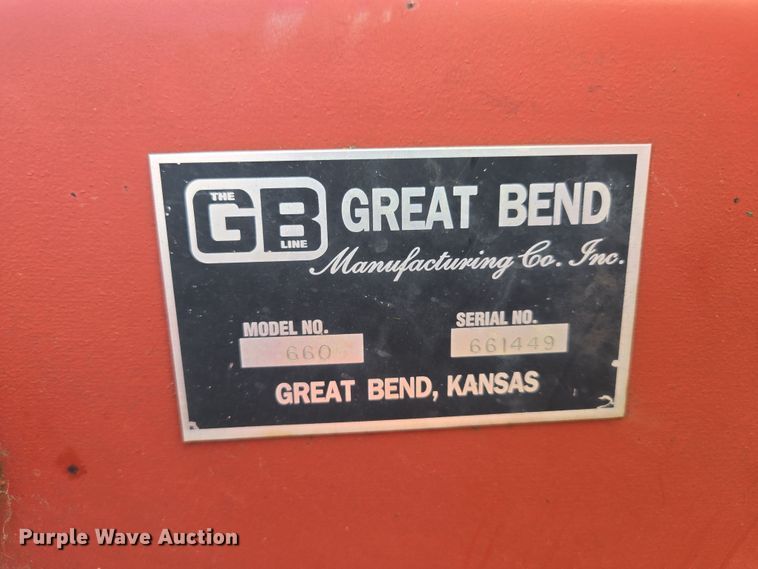 THE
GB
LINE
GREAT BEND
Manufacturing Co. Inc.
MODEL NO.
SERIAL NO.
660
661449
GREAT BEND, KANSAS
Purple Wave Auction